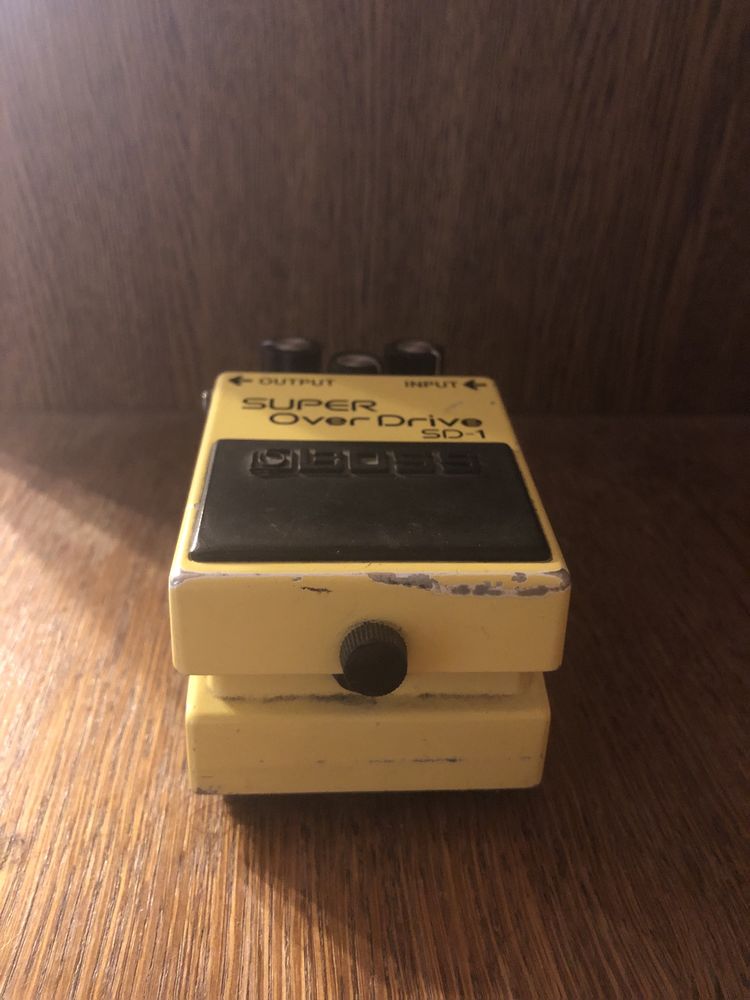 OUTPUT INPUT
SUPER
Over Drive
SD-1
BOSS